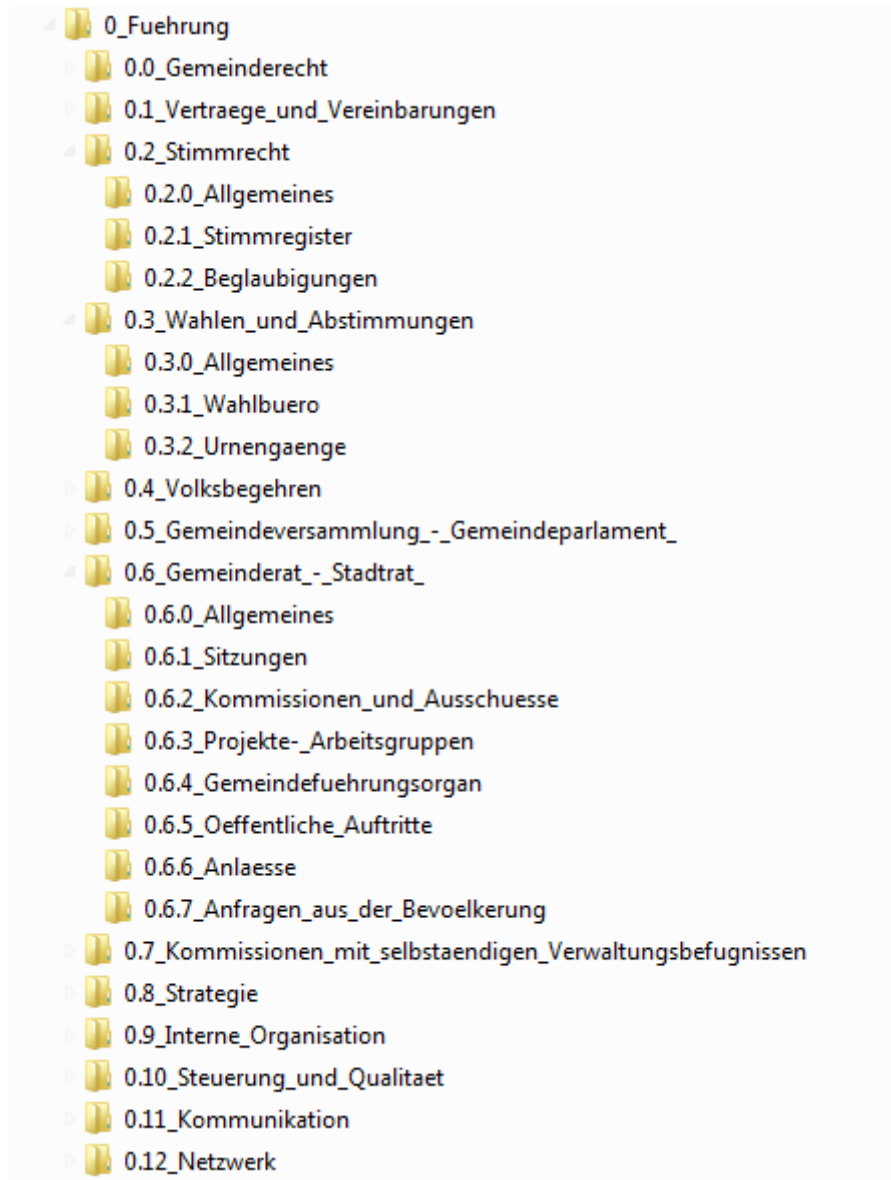 0_Fuehrung
0.0_Gemeinderecht
0.1_Vertraege_und_Vereinbarungen
0.2_Stimmrecht
0.2.0_Allgemeines
0.2.1_Stimmregister
0.2.2_Beglaubigungen
0.3_Wahlen_und_Abstimmungen
0.3.0_Allgemeines
0.3.1_Wahlbuero
0.3.2_Urnengaenge
0.4_Volksbegehren
0.5_Gemeindeversammlung_-_Gemeindeparlament_
0.6_Gemeinderat_-_Stadtrat_
0.6.0_Allgemeines
0.6.1_Sitzungen
0.6.2_Kommissionen_und_Ausschuesse
0.6.3_Projekte-_Arbeitsgruppen
0.6.4_Gemeindefuehrungsorgan
0.6.5_Oeffentliche_Auftritte
0.6.6_Anlaesse
0.6.7_Anfragen_aus_der_Bevoelkerung
0.7_Kommissionen_mit_selbstaendigen_Verwaltungsbefugnissen
0.8_Strategie
0.9_Interne_Organisation
0.10_Steuerung_und_Qualitaet
0.11_Kommunikation
0.12_Netzwerk